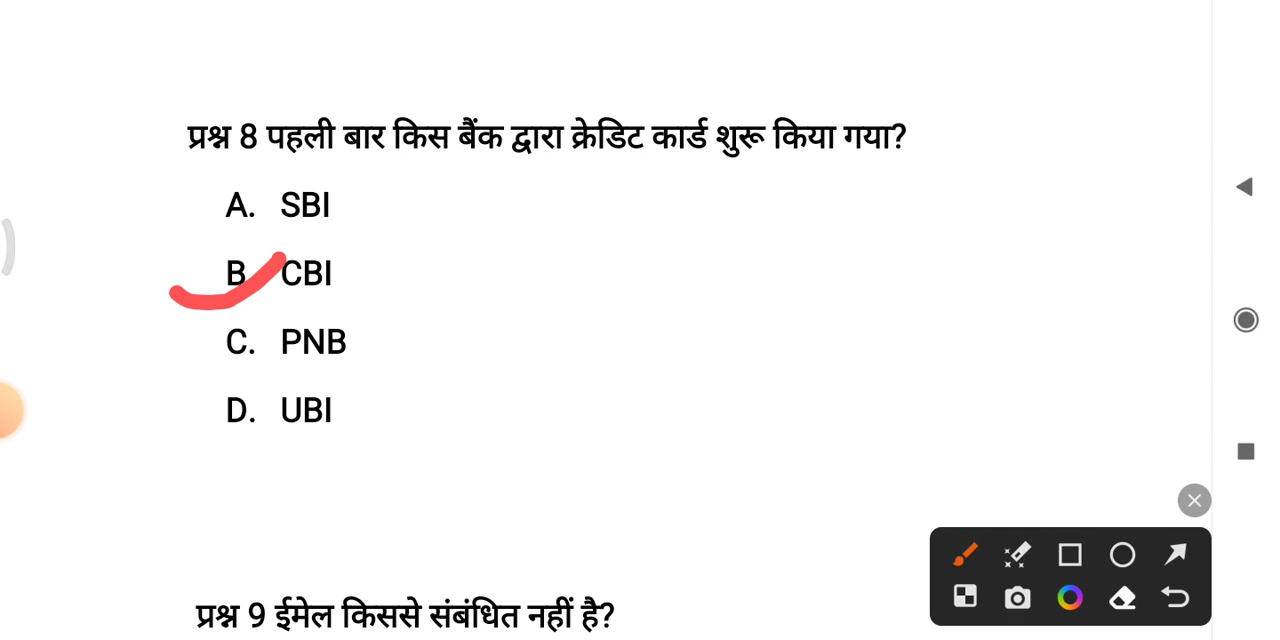 प्रश्न 8 पहली बार किस बैंक द्वारा क्रेडिट कार्ड शुरू किया गया?
A. SBI
B CBI
C. PNB
D. UBI
प्रश्न 9 ईमेल किससे संबंधित नहीं है?